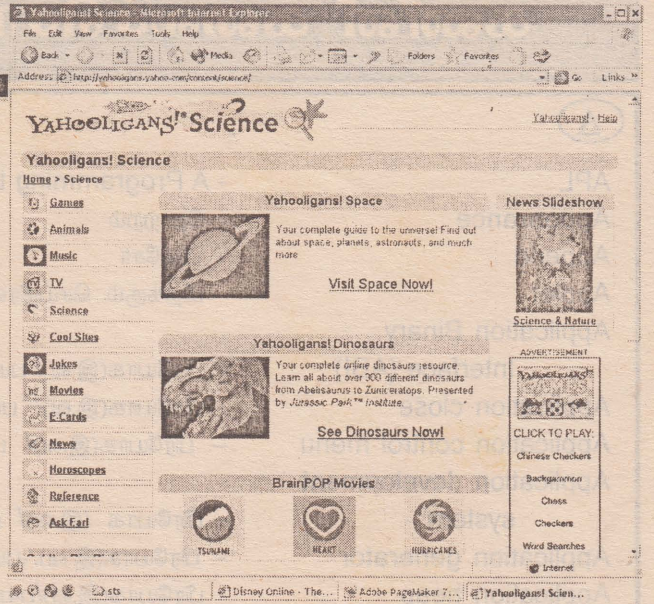 Yahooligans! Science - Microsoft Internet Explorer
File Edit View Favorites Tools Help
Back Media Folders Favorites
Address http://yahooligans.yahoo.com/content/science/ Go Links »
YAHOOLIGANS! Science
Yahooligans! - Help
Yahooligans! Science
Home > Science
Games
Animals
Music
TV
Science
Cool Sites
Jokes
Movies
E-Cards
News
Horoscopes
Reference
Ask Earl
Yahooligans! Space
Your complete guide to the universe! Find out
about space, planets, astronauts, and much
more
Visit Space Now!
Yahooligans! Dinosaurs
Your complete online dinosaurs resource.
Learn all about over 300 different dinosaurs
from Abelisaurus to Zuniceratops. Presented
by Jurassic Park™ Institute.
See Dinosaurs Now!
BrainPOP Movies
TSUNAMI
HEART
HURRICANES
News Slideshow
Science & Nature
ADVERTISEMENT
YAHOOLIGANS!
CLICK TO PLAY:
Chinese Checkers
Backgammon
Chess
Checkers
Word Searches
Internet
sts
Disney Online - The...
Adobe PageMaker 7...
Yahooligans! Scien...